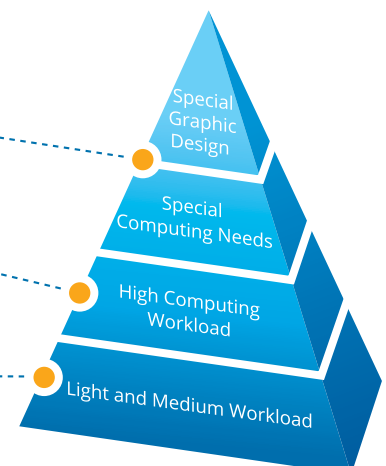 Special
Graphic
Design
Special
Computing Needs
High Computing
Workload
Light and Medium Workload